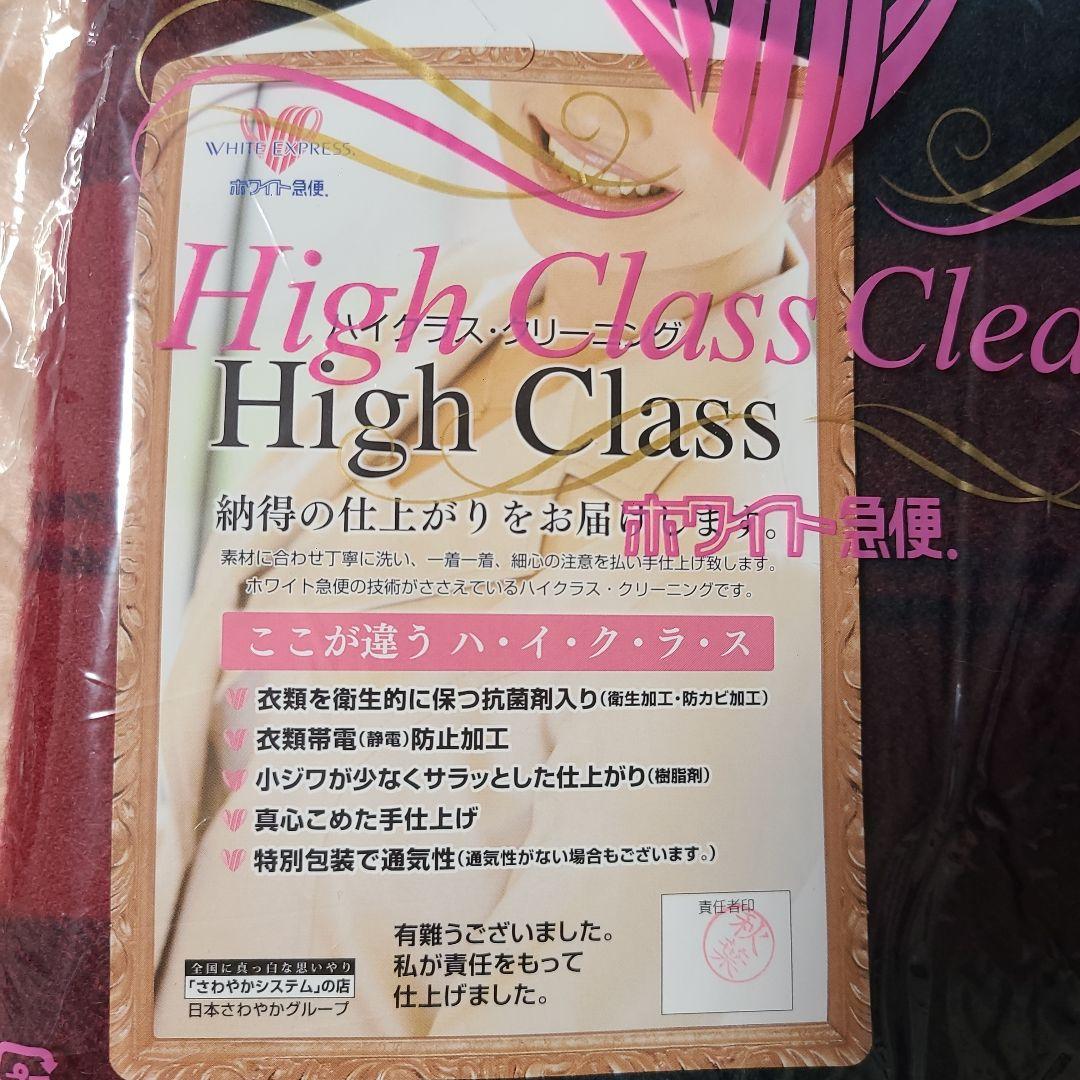 WHITE EXPRESS.
ホワイト急便.
High Class Clea
ハイクラス・クリーニング
High Class
納得の仕上がりをお届けします。
ホワイト急便.
素材に合わせ丁寧に洗い、一着一着、細心の注意を払い手仕上げ致します。
ホワイト急便の技術がささえているハイクラス・クリーニングです。
ここが違う ハ・イ・ク・ラ・ス
衣類を衛生的に保つ抗菌剤入り(衛生加工・防カビ加工)
衣類帯電(静電)防止加工
小ジワが少なくサラッとした仕上がり(樹脂剤)
真心こめた手仕上げ
特別包装で通気性(通気性がない場合もございます。)
責任者印
有難うございました。
私が責任をもって
仕上げました。
全国に真っ白な思いやり
「さわやかシステム」の店
日本さわやかグループ